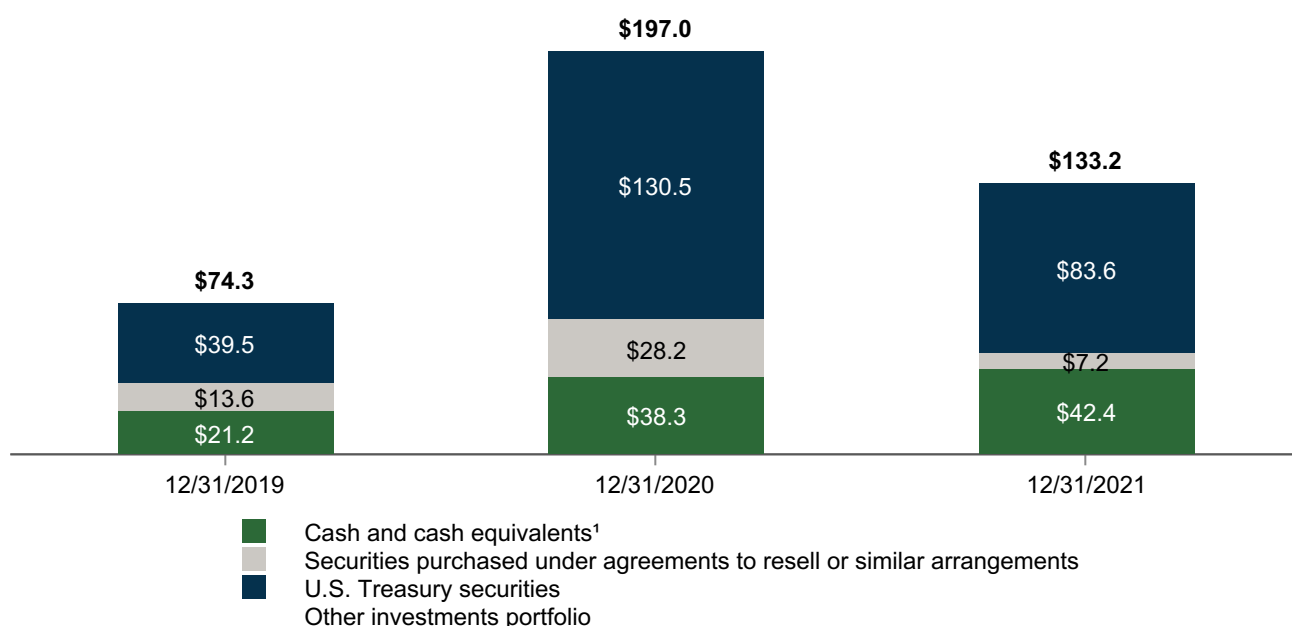 $197.0
$133.2
$130.5
$83.6
$74.3
$39.5
$28.2
$7.2
$13.6
$38.3
$42.4
$21.2
12/31/2019 12/31/2020 12/31/2021
Cash and cash equivalents¹
Securities purchased under agreements to resell or similar arrangements
U.S. Treasury securities
Other investments portfolio